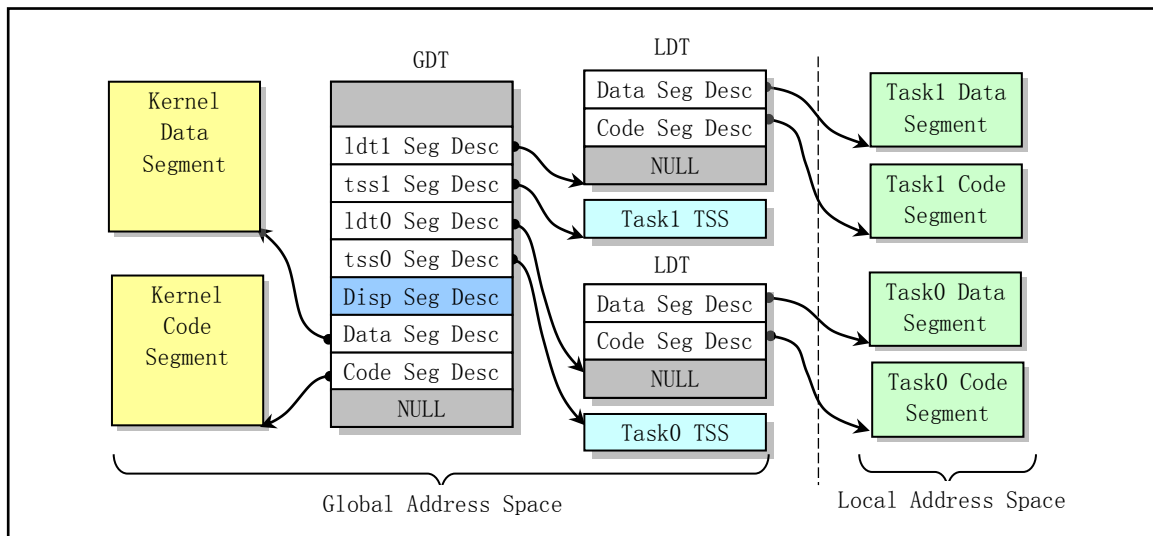 Kernel
Data
Segment
Kernel
Code
Segment
GDT
ldt1 Seg Desc
tss1 Seg Desc
ldt0 Seg Desc
tss0 Seg Desc
Disp Seg Desc
Data Seg Desc
Code Seg Desc
NULL
LDT
Data Seg Desc
Code Seg Desc
NULL
Task1 TSS
LDT
Data Seg Desc
Code Seg Desc
NULL
Task0 TSS
Task1 Data
Segment
Task1 Code
Segment
Task0 Data
Segment
Task0 Code
Segment
Global Address Space
Local Address Space